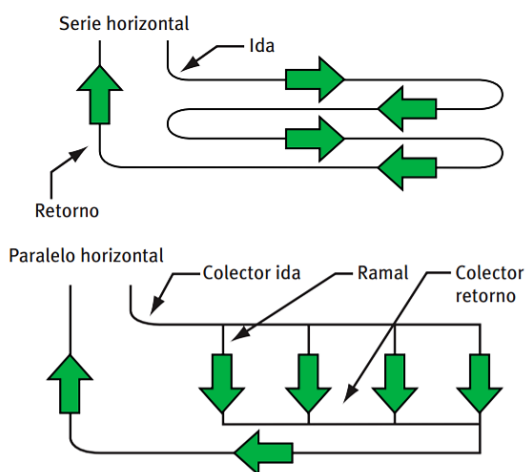 Serie horizontal
Ida
Retorno
Paralelo horizontal
Colector ida
Ramal
Colector
retorno